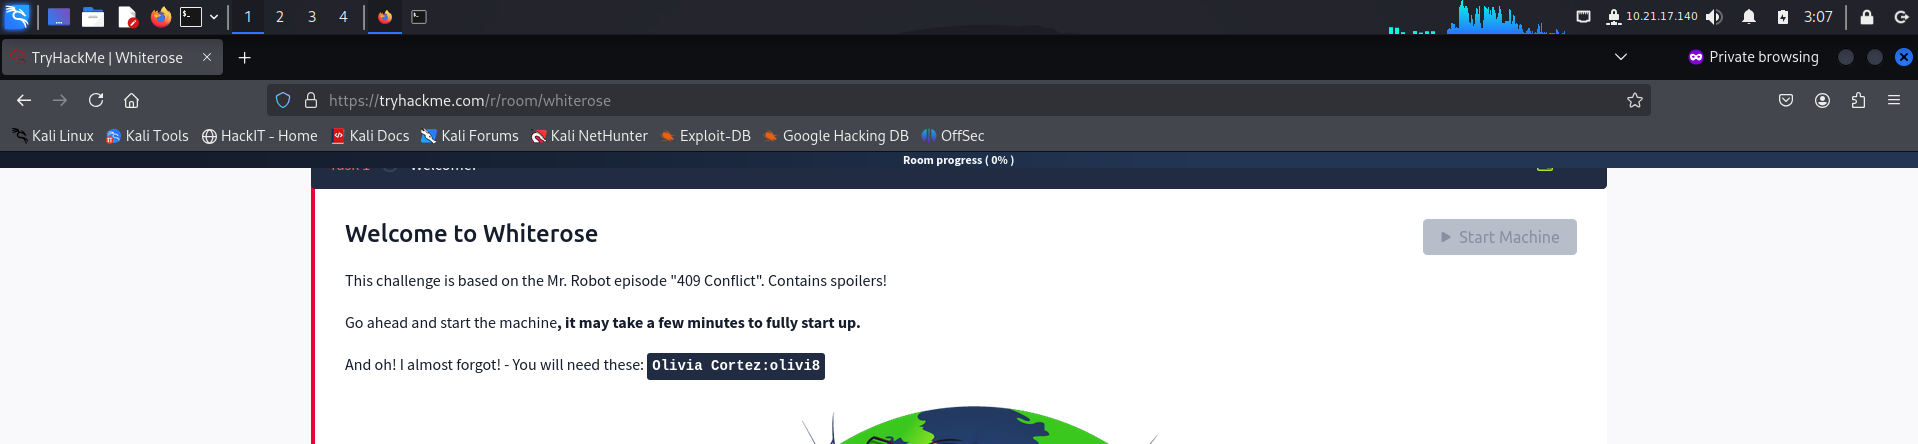 1 2 3 4 10.21.17.140 3:07
TryHackMe | Whiterose Private browsing
https://tryhackme.com/r/room/whiterose
Kali Linux Kali Tools HackIT - Home Kali Docs Kali Forums Kali NetHunter Exploit-DB Google Hacking DB OffSec
Room progress ( 0% )
Task 1 Welcome!
Welcome to Whiterose
Start Machine
This challenge is based on the Mr. Robot episode "409 Conflict". Contains spoilers!
Go ahead and start the machine, it may take a few minutes to fully start up.
And oh! I almost forgot! - You will need these: Olivia Cortez:olivi8